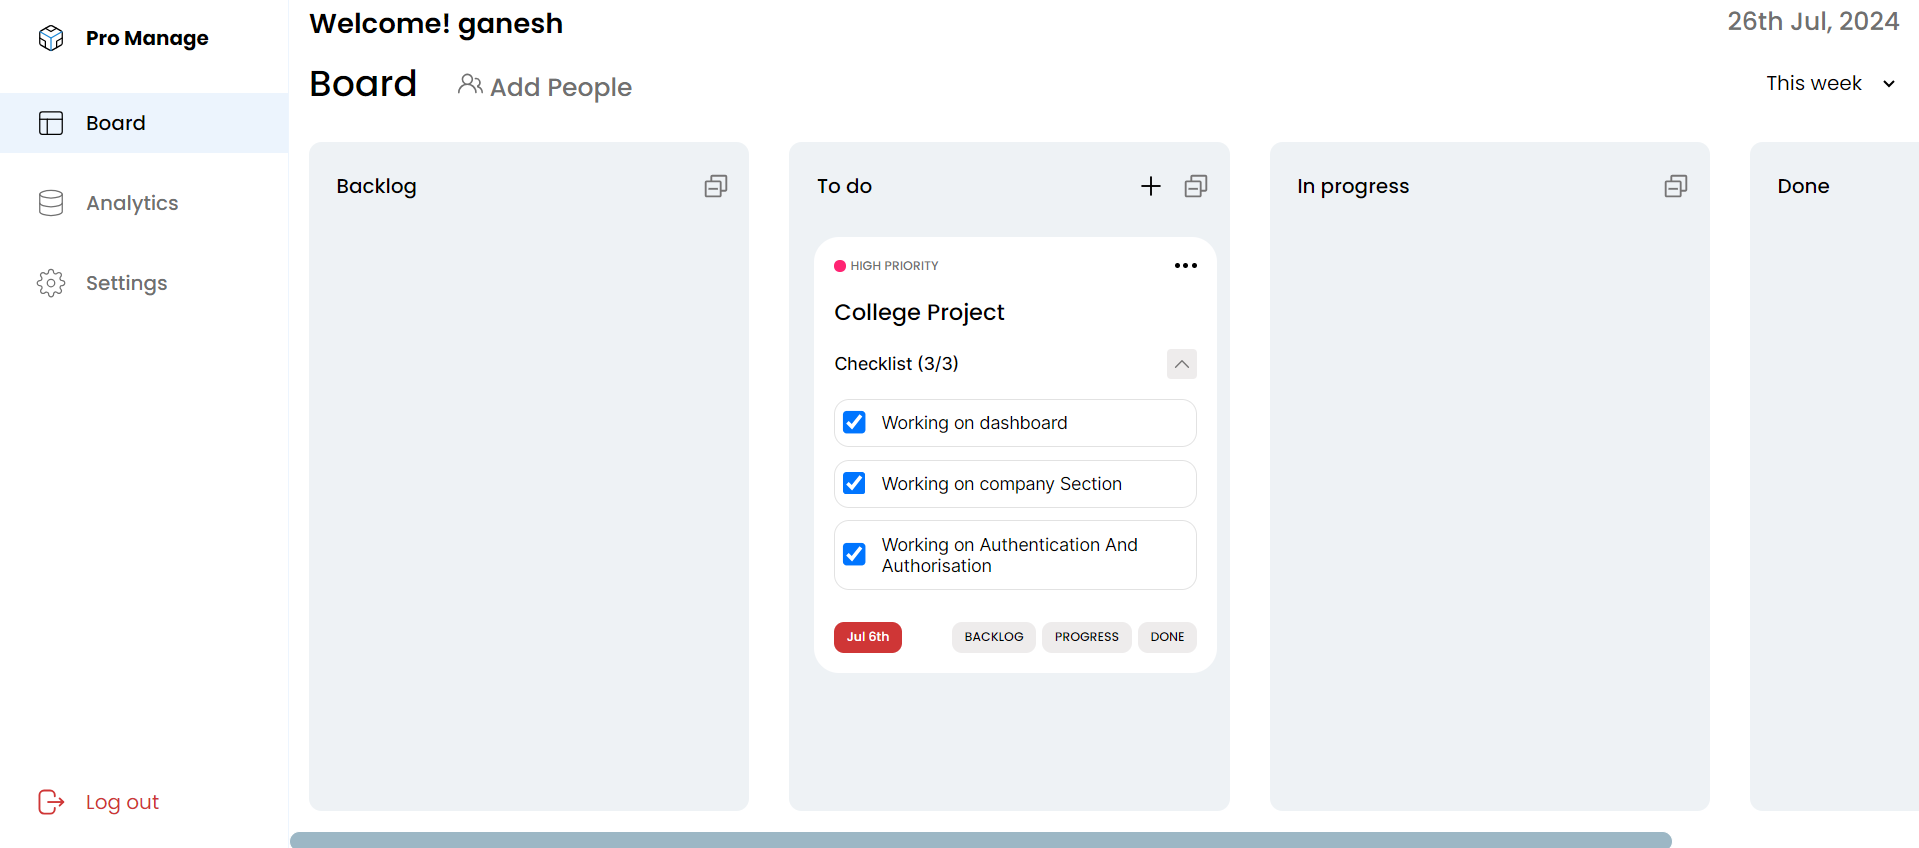 Pro Manage
Board
Analytics
Settings
Log out
Welcome! ganesh
26th Jul, 2024
Board
Add People
This week
Backlog
To do
HIGH PRIORITY
College Project
Checklist (3/3)
Working on dashboard
Working on company Section
Working on Authentication And
Authorisation
Jul 6th
BACKLOG
PROGRESS
DONE
In progress
Done